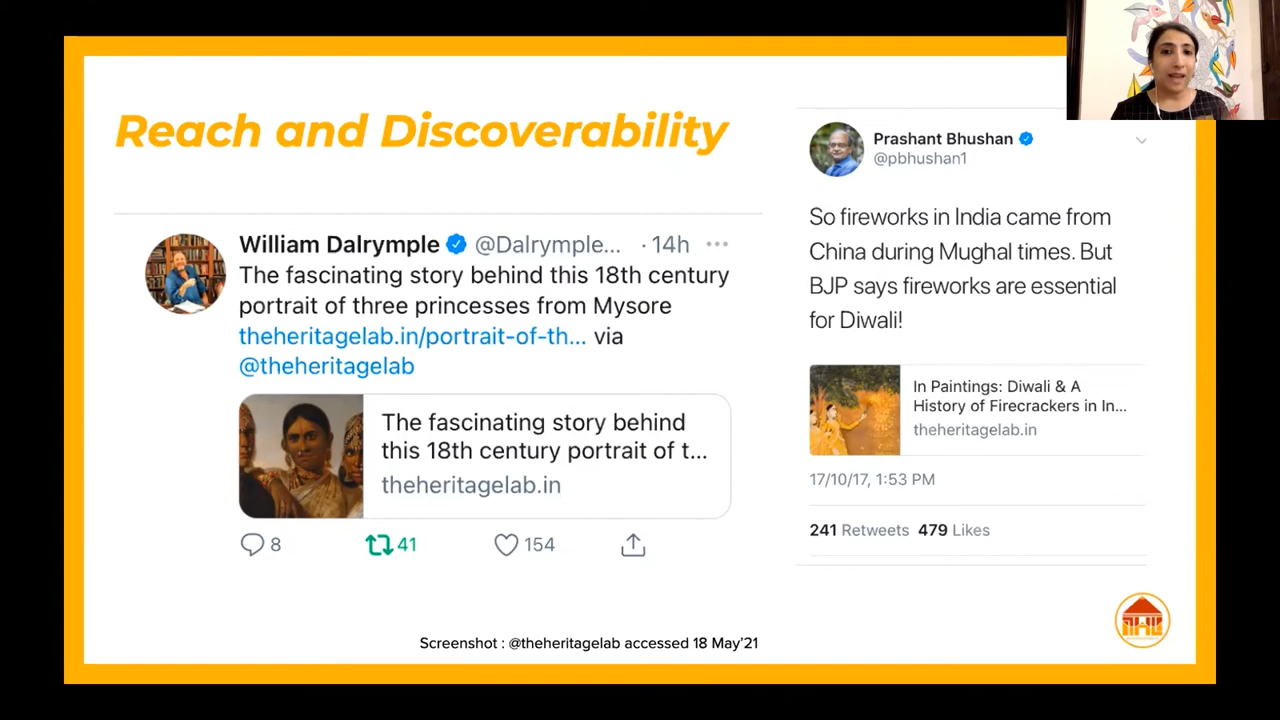 Reach and Discoverability
William Dalrymple @Dalrymple... · 14h
The fascinating story behind this 18th century
portrait of three princesses from Mysore
theheritagelab.in/portrait-of-th... via
@theheritagelab
The fascinating story behind
this 18th century portrait of t...
theheritagelab.in
8
41
154
Prashant Bhushan
@pbhushan1
So fireworks in India came from
China during Mughal times. But
BJP says fireworks are essential
for Diwali!
In Paintings: Diwali & A
History of Firecrackers in In...
theheritagelab.in
17/10/17, 1:53 PM
241 Retweets 479 Likes
Screenshot : @theheritagelab accessed 18 May'21